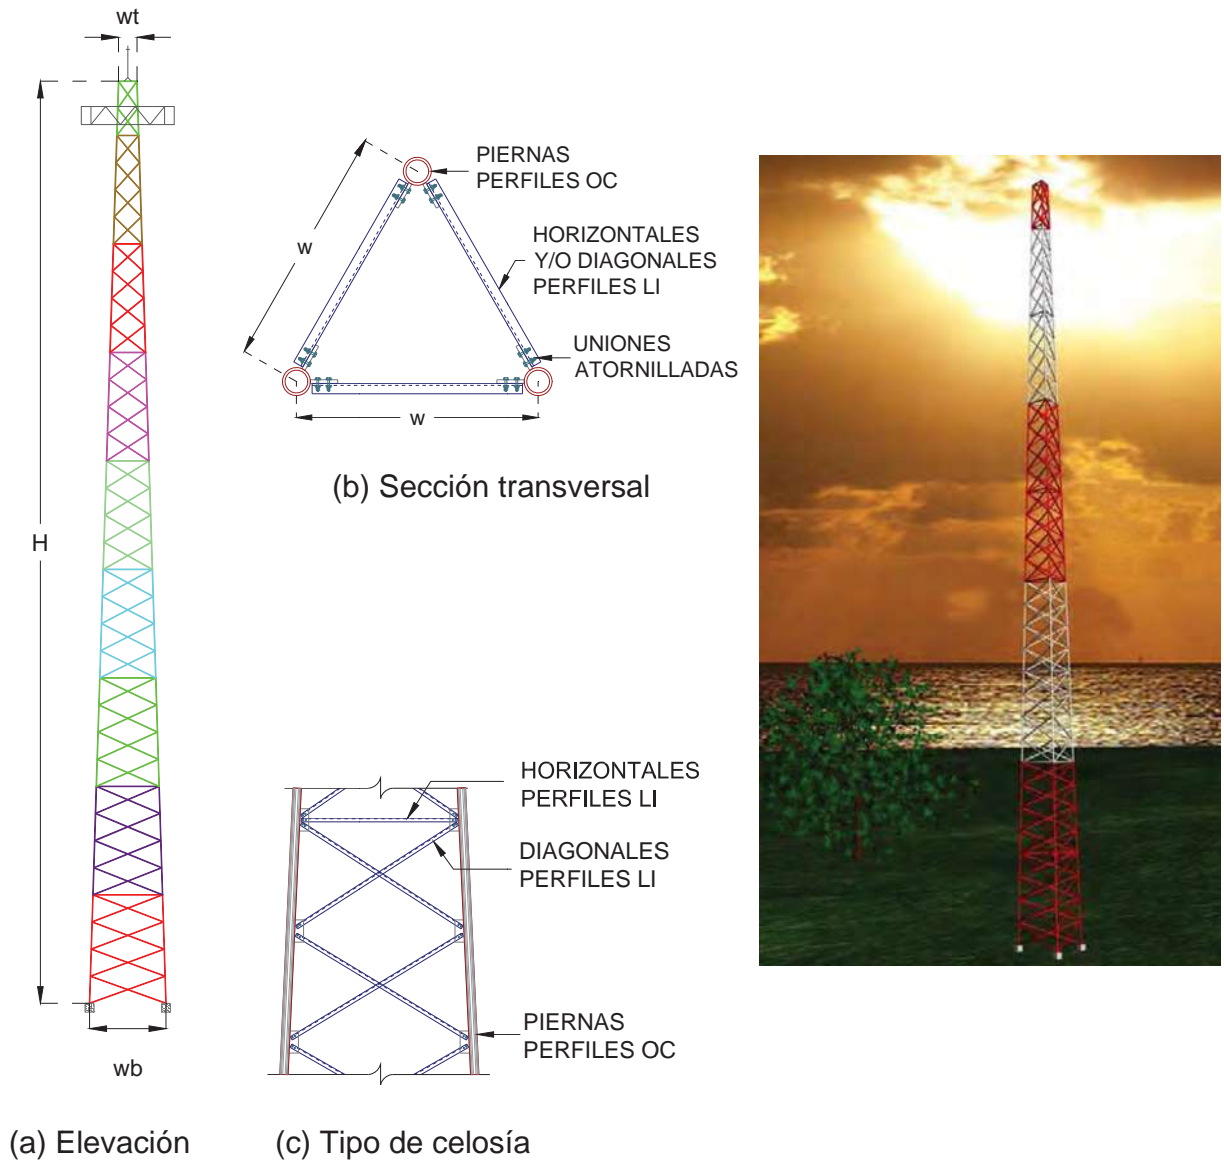 wt
H
wb
(a) Elevación
PIERNAS
PERFILES OC
HORIZONTALES
Y/O DIAGONALES
PERFILES LI
UNIONES
ATORNILLADAS
w
w
(b) Sección transversal
HORIZONTALES
PERFILES LI
DIAGONALES
PERFILES LI
PIERNAS
PERFILES OC
(c) Tipo de celosía